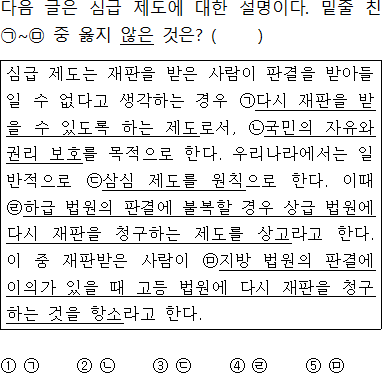 다음 글은 심급 제도에 대한 설명이다. 밑줄 친
㉠~㉤ 중 옳지 않은 것은? (      )
심급 제도는 재판을 받은 사람이 판결을 받아들
일 수 없다고 생각하는 경우 ㉠다시 재판을 받
을 수 있도록 하는 제도로서, ㉡국민의 자유와
권리 보호를 목적으로 한다. 우리나라에서는 일
반적으로 ㉢삼심 제도를 원칙으로 한다. 이때
㉣하급 법원의 판결에 불복할 경우 상급 법원에
다시 재판을 청구하는 제도를 상고라고 한다.
이 중 재판받은 사람이 ㉤지방 법원의 판결에
이의가 있을 때 고등 법원에 다시 재판을 청구
하는 것을 항소라고 한다.
① ㉠ ② ㉡ ③ ㉢ ④ ㉣ ⑤ ㉤